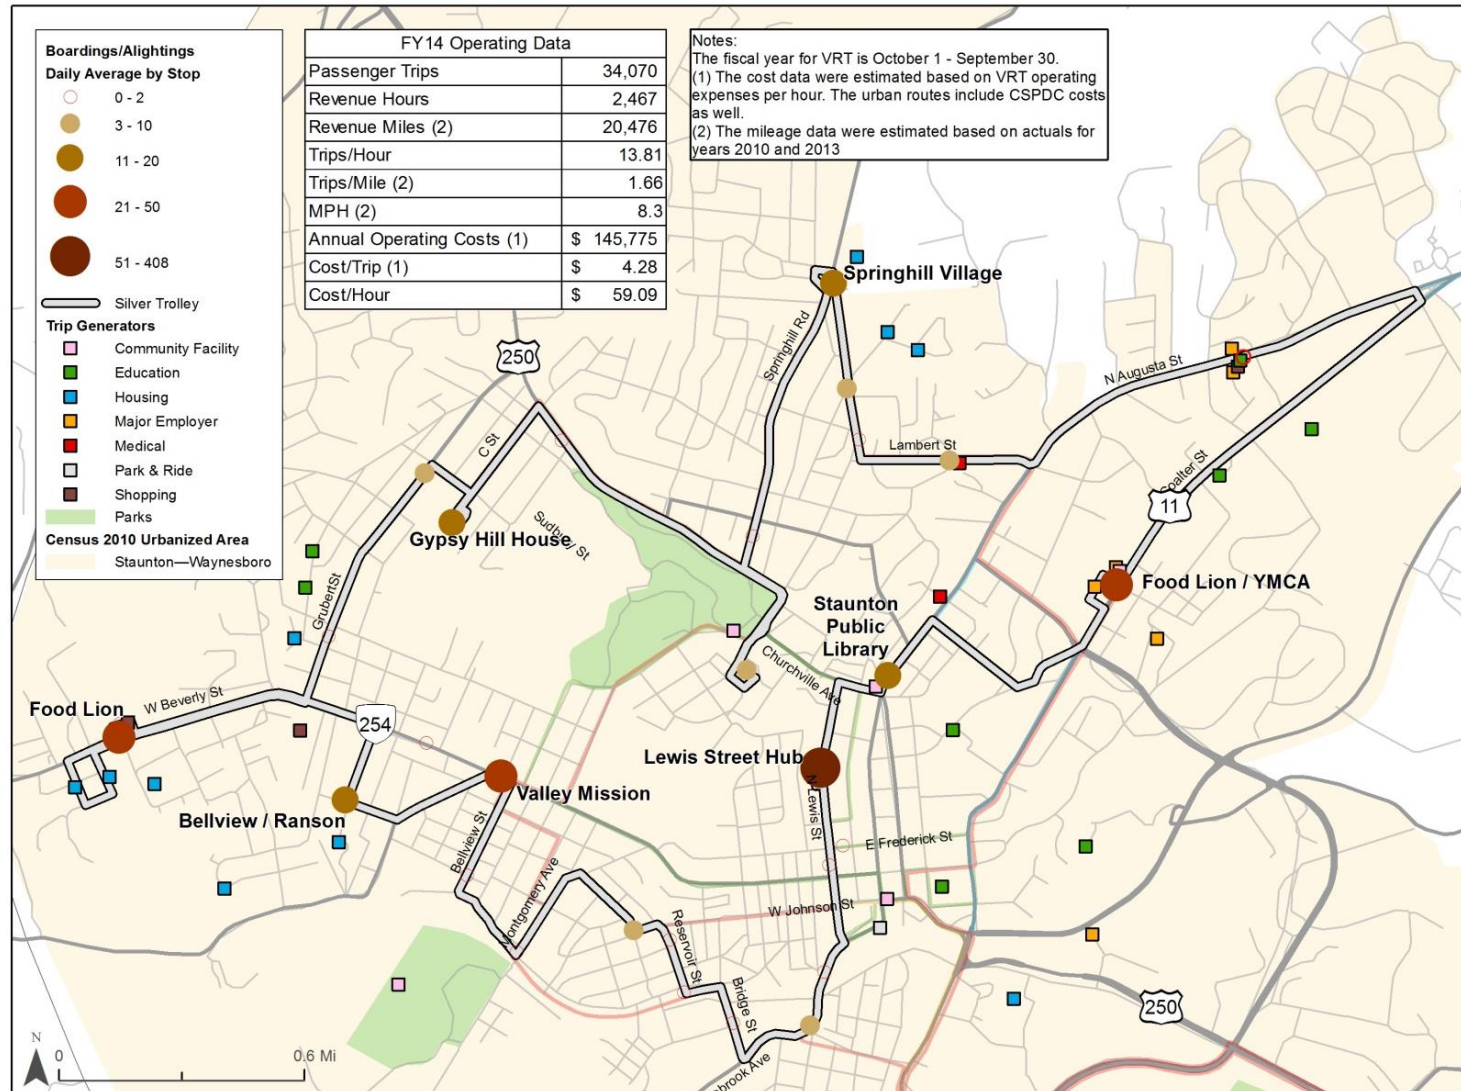 Boardings/Alightings
Daily Average by Stop
0 - 2
3 - 10
11 - 20
21 - 50
51 - 408
Silver Trolley
Trip Generators
Community Facility
Education
Housing
Major Employer
Medical
Park & Ride
Shopping
Parks
Census 2010 Urbanized Area
Staunton—Waynesboro
FY14 Operating Data
Passenger Trips 34,070
Revenue Hours 2,467
Revenue Miles (2) 20,476
Trips/Hour 13.81
Trips/Mile (2) 1.66
MPH (2) 8.3
Annual Operating Costs (1) $ 145,775
Cost/Trip (1) $ 4.28
Cost/Hour $ 59.09
Notes:
The fiscal year for VRT is October 1 - September 30.
(1) The cost data were estimated based on VRT operating
expenses per hour. The urban routes include CSPDC costs
as well.
(2) The mileage data were estimated based on actuals for
years 2010 and 2013
Springhill Village
Springhill Rd
250
N Augusta St
C St
Lambert St
Coalter St
11
Sudbury St
Gypsy Hill House
Grubert St
Food Lion / YMCA
Staunton
Public
Library
Churchville Ave
W Beverly St
Food Lion
254
Lewis Street Hub
Valley Mission
N Lewis St
Bellview / Ranson
Bellview St
E Frederick St
Montgomery Ave
W Johnson St
Reservoir St
Bridge St
250
N
0 0.6 Mi
brook Ave